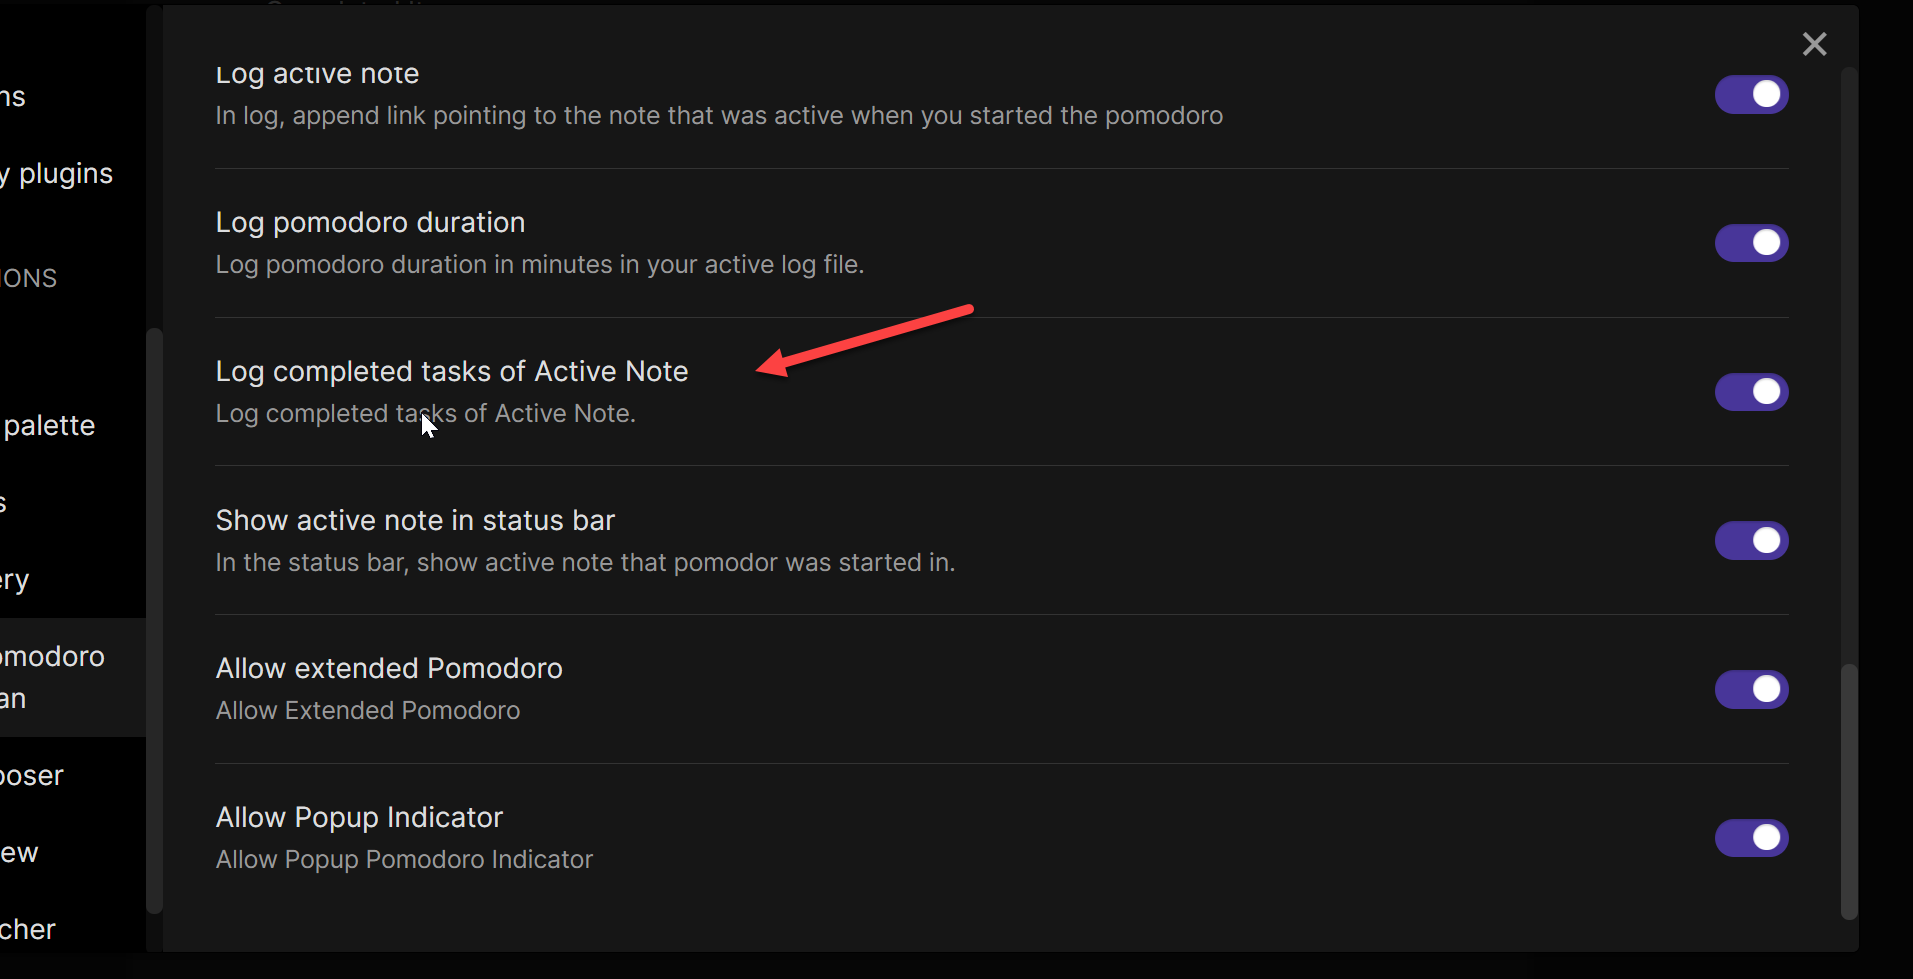 ns
y plugins
IONS
palette
s
ery
omodoro
an
poser
ew
cher
Log active note
In log, append link pointing to the note that was active when you started the pomodoro
Log pomodoro duration
Log pomodoro duration in minutes in your active log file.
Log completed tasks of Active Note
Log completed tasks of Active Note.
Show active note in status bar
In the status bar, show active note that pomodor was started in.
Allow extended Pomodoro
Allow Extended Pomodoro
Allow Popup Indicator
Allow Popup Pomodoro Indicator